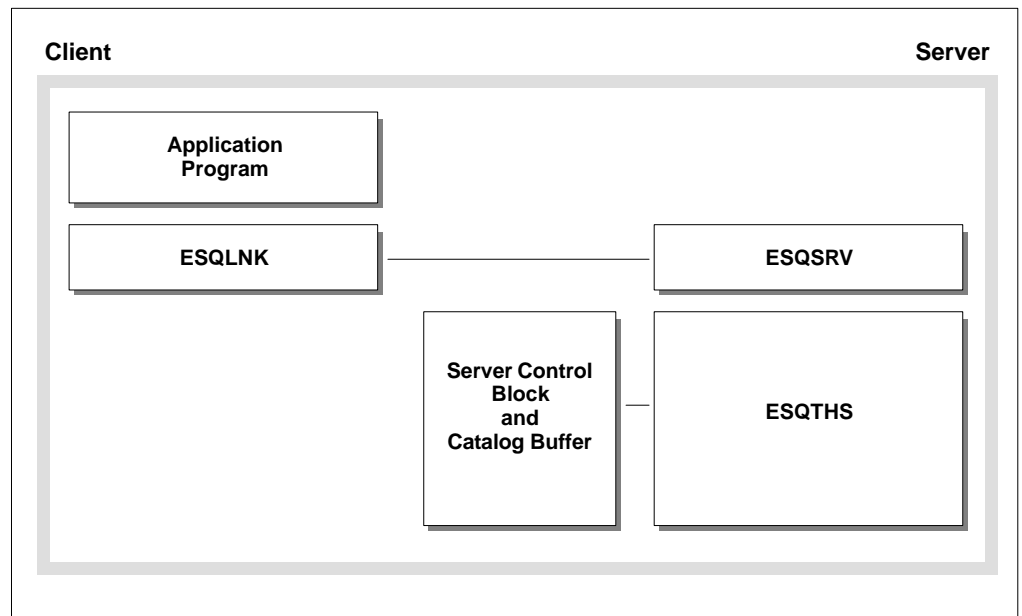 Client
Server
Application
Program
ESQLNK
ESQSRV
Server Control
Block
and
Catalog Buffer
ESQTHS